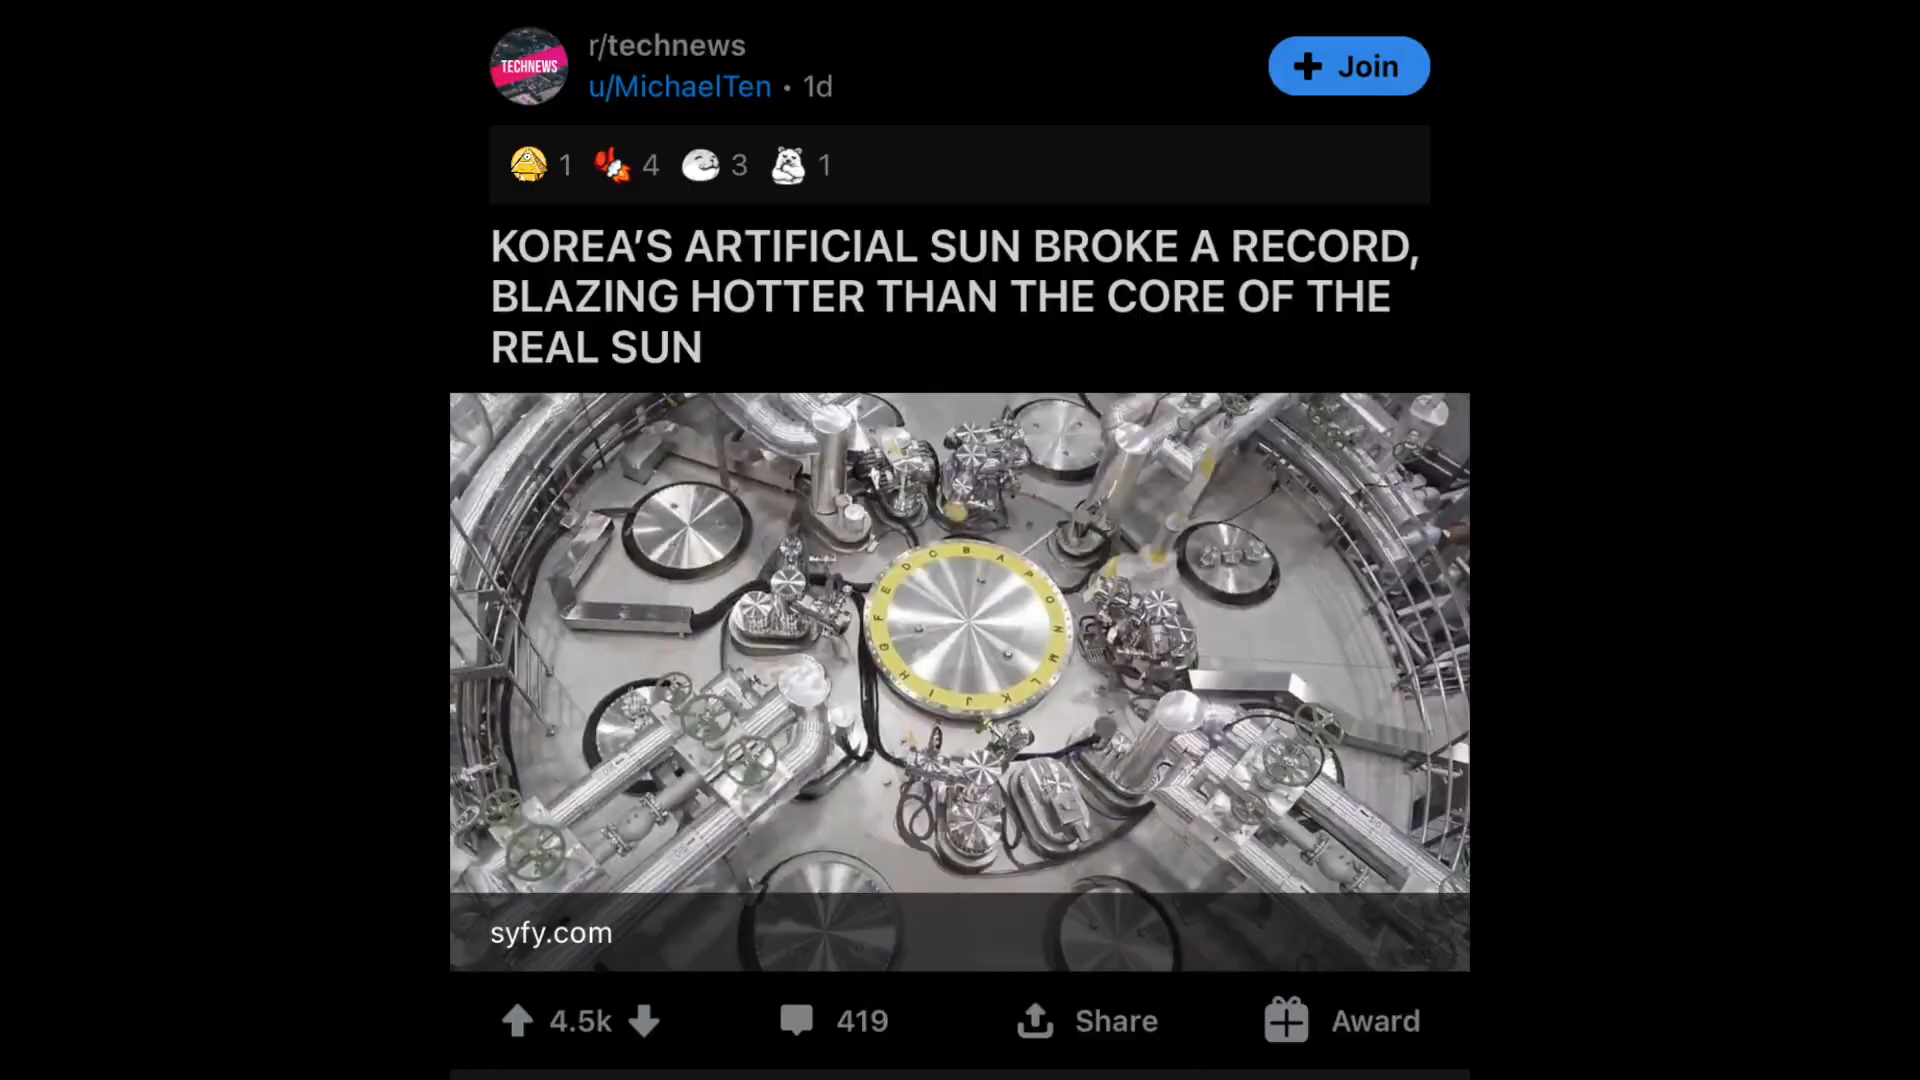 TECHNEWS
r/technews
u/MichaelTen • 1d
Join
1 4 3 1
KOREA’S ARTIFICIAL SUN BROKE A RECORD,
BLAZING HOTTER THAN THE CORE OF THE
REAL SUN
A B C D E F G H I J K L M N O P
syfy.com
4.5k 419 Share Award